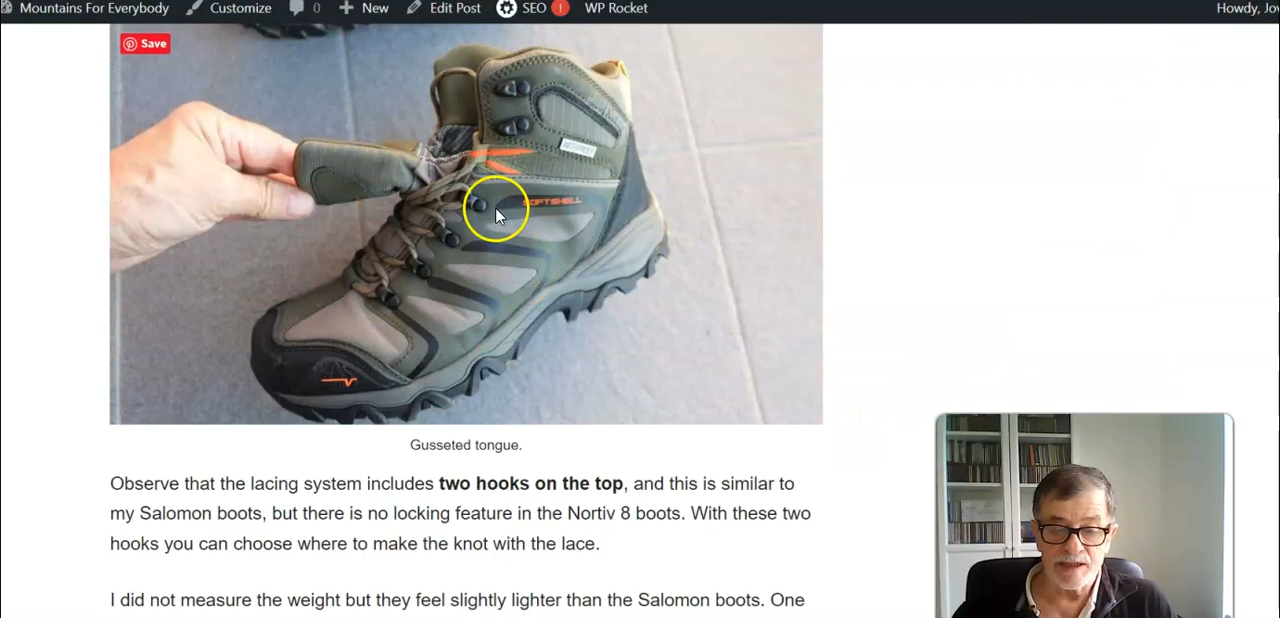 Mountains For Everybody Customize 0 New Edit Post SEO ! WP Rocket Howdy, Jov
Save
SOFTSHELL
Gusseted tongue.
Observe that the lacing system includes two hooks on the top, and this is similar to
my Salomon boots, but there is no locking feature in the Nortiv 8 boots. With these two
hooks you can choose where to make the knot with the lace.
I did not measure the weight but they feel slightly lighter than the Salomon boots. One